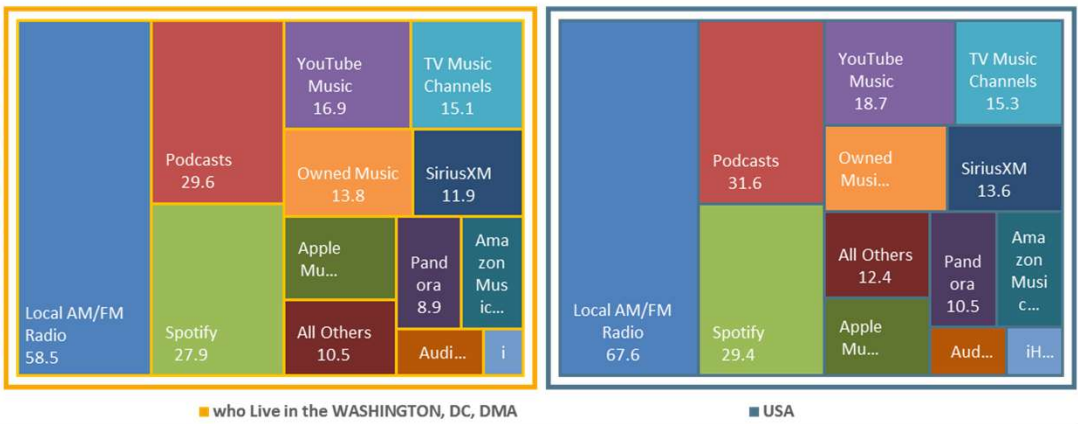 Local AM/FM
Radio
58.5
Podcasts
29.6
Spotify
27.9
YouTube
Music
16.9
TV Music
Channels
15.1
Owned Music
13.8
SiriusXM
11.9
Apple
Mu...
All Others
10.5
Pand
ora
8.9
Ama
zon
Mus
ic...
Audi...
i
Local AM/FM
Radio
67.6
Podcasts
31.6
Spotify
29.4
YouTube
Music
18.7
TV Music
Channels
15.3
Owned
Musi...
SiriusXM
13.6
All Others
12.4
Apple
Mu...
Pand
ora
10.5
Ama
zon
Musi
c...
Aud...
iH...
who Live in the WASHINGTON, DC, DMA
USA